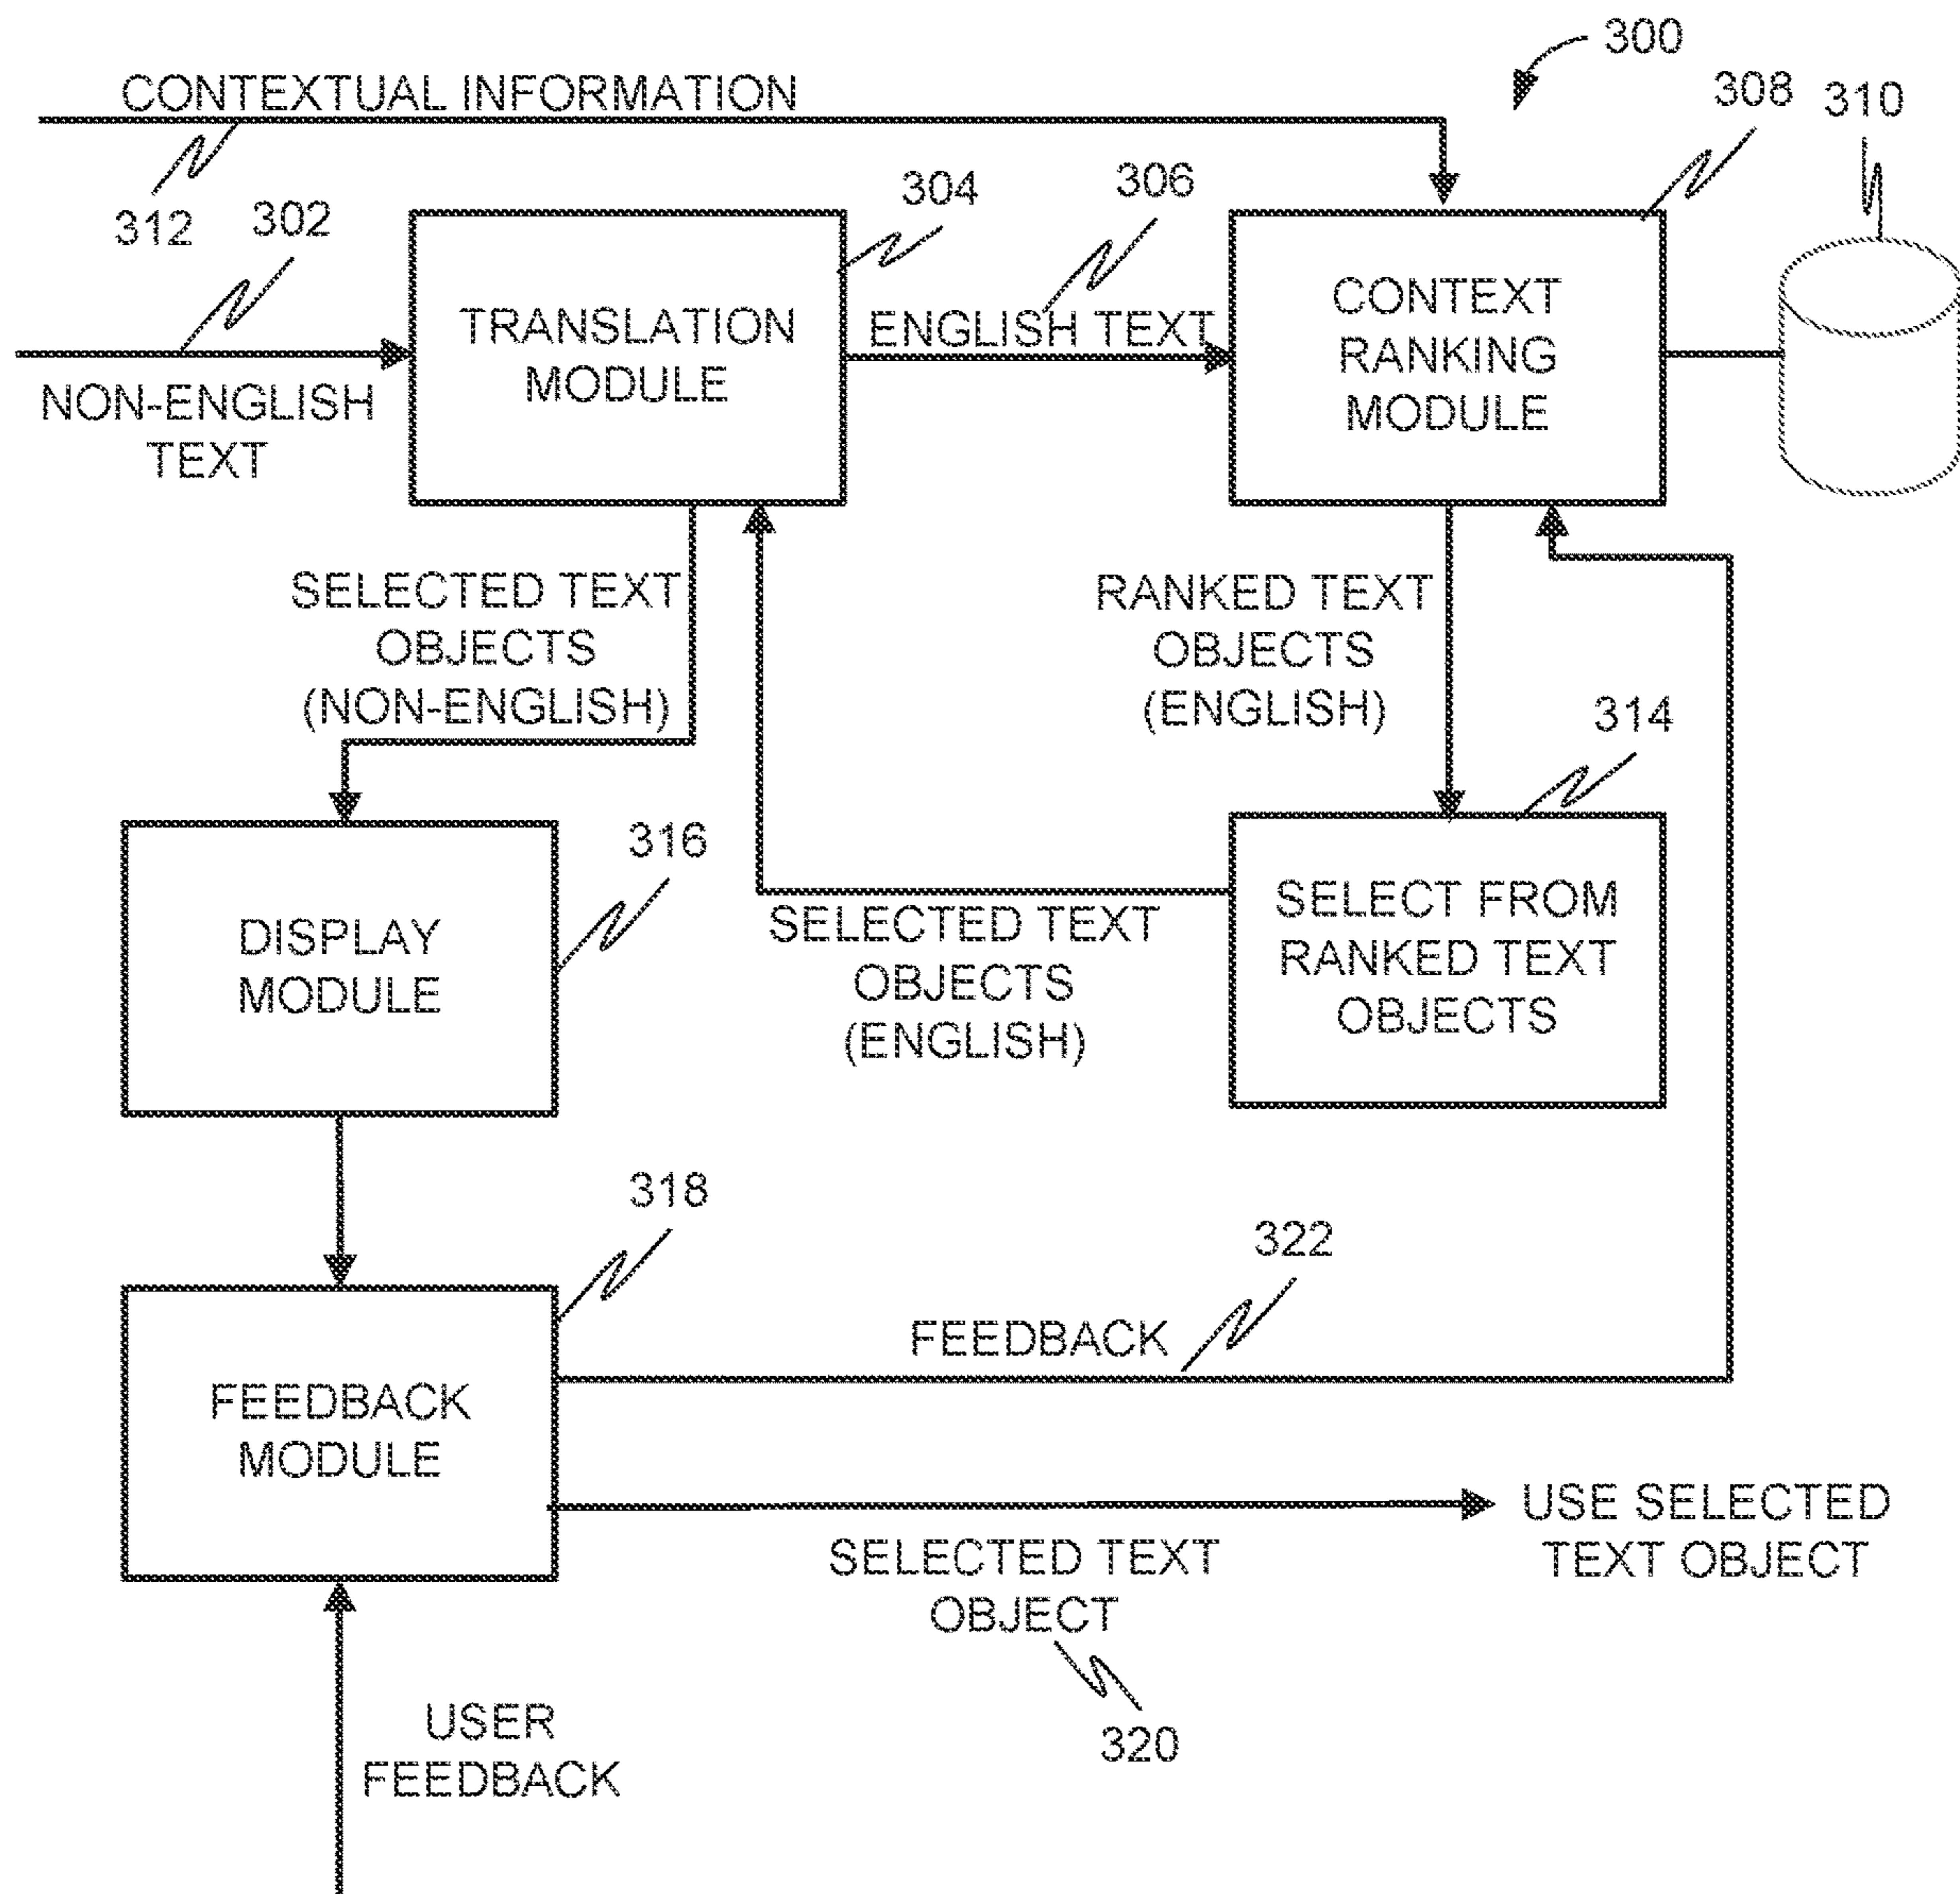 300
CONTEXTUAL INFORMATION
308
310
312
302
304
306
TRANSLATION
MODULE
ENGLISH TEXT
CONTEXT
RANKING
MODULE
NON-ENGLISH
TEXT
SELECTED TEXT
OBJECTS
(NON-ENGLISH)
RANKED TEXT
OBJECTS
(ENGLISH)
314
316
DISPLAY
MODULE
SELECTED TEXT
OBJECTS
(ENGLISH)
SELECT FROM
RANKED TEXT
OBJECTS
318
322
FEEDBACK
FEEDBACK
MODULE
USE SELECTED
TEXT OBJECT
SELECTED TEXT
OBJECT
320
USER
FEEDBACK